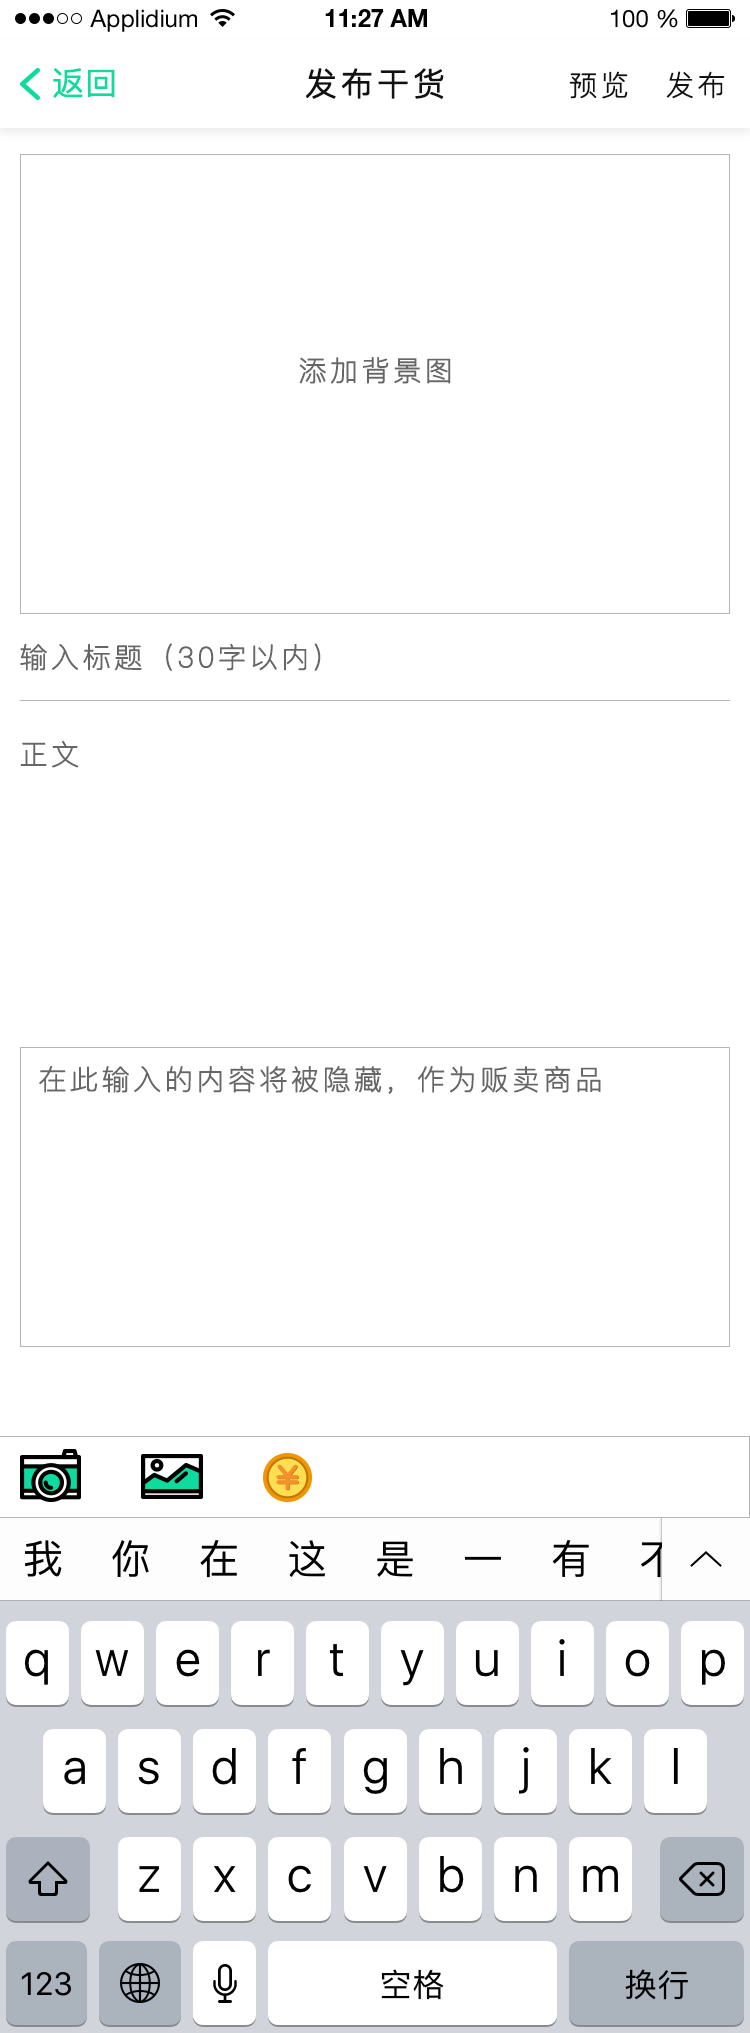 Applidium 11:27 AM 100 %
返回 发布干货 预览 发布
添加背景图
输入标题（30字以内）
正文
在此输入的内容将被隐藏，作为贩卖商品
¥
我 你 在 这 是 一 有
q w e r t y u i o p
a s d f g h j k l
z x c v b n m
123 空格 换行